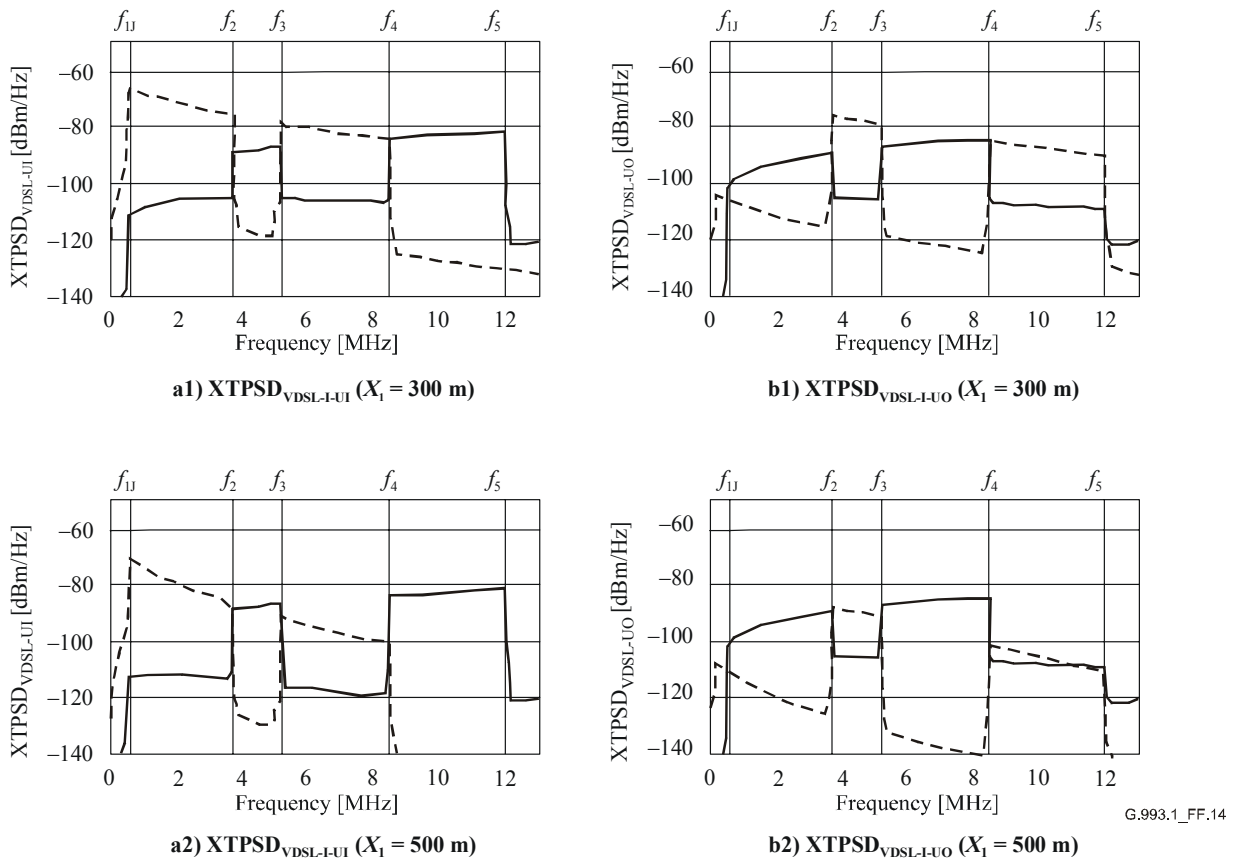 f1J f2 f3 f4 f5
XTPSDVDSL-UI [dBm/Hz]
–60
–80
–100
–120
–140
0 2 4 6 8 10 12
Frequency [MHz]
a1) XTPSDVDSL-I-UI (X1 = 300 m)
f1J f2 f3 f4 f5
XTPSDVDSL-UO [dBm/Hz]
–60
–80
–100
–120
–140
0 2 4 6 8 10 12
Frequency [MHz]
b1) XTPSDVDSL-I-UO (X1 = 300 m)
f1J f2 f3 f4 f5
XTPSDVDSL-UI [dBm/Hz]
–60
–80
–100
–120
–140
0 2 4 6 8 10 12
Frequency [MHz]
a2) XTPSDVDSL-I-UI (X1 = 500 m)
f1J f2 f3 f4 f5
XTPSDVDSL-UO [dBm/Hz]
–60
–80
–100
–120
–140
0 2 4 6 8 10 12
Frequency [MHz]
b2) XTPSDVDSL-I-UO (X1 = 500 m)
G.993.1_FF.14